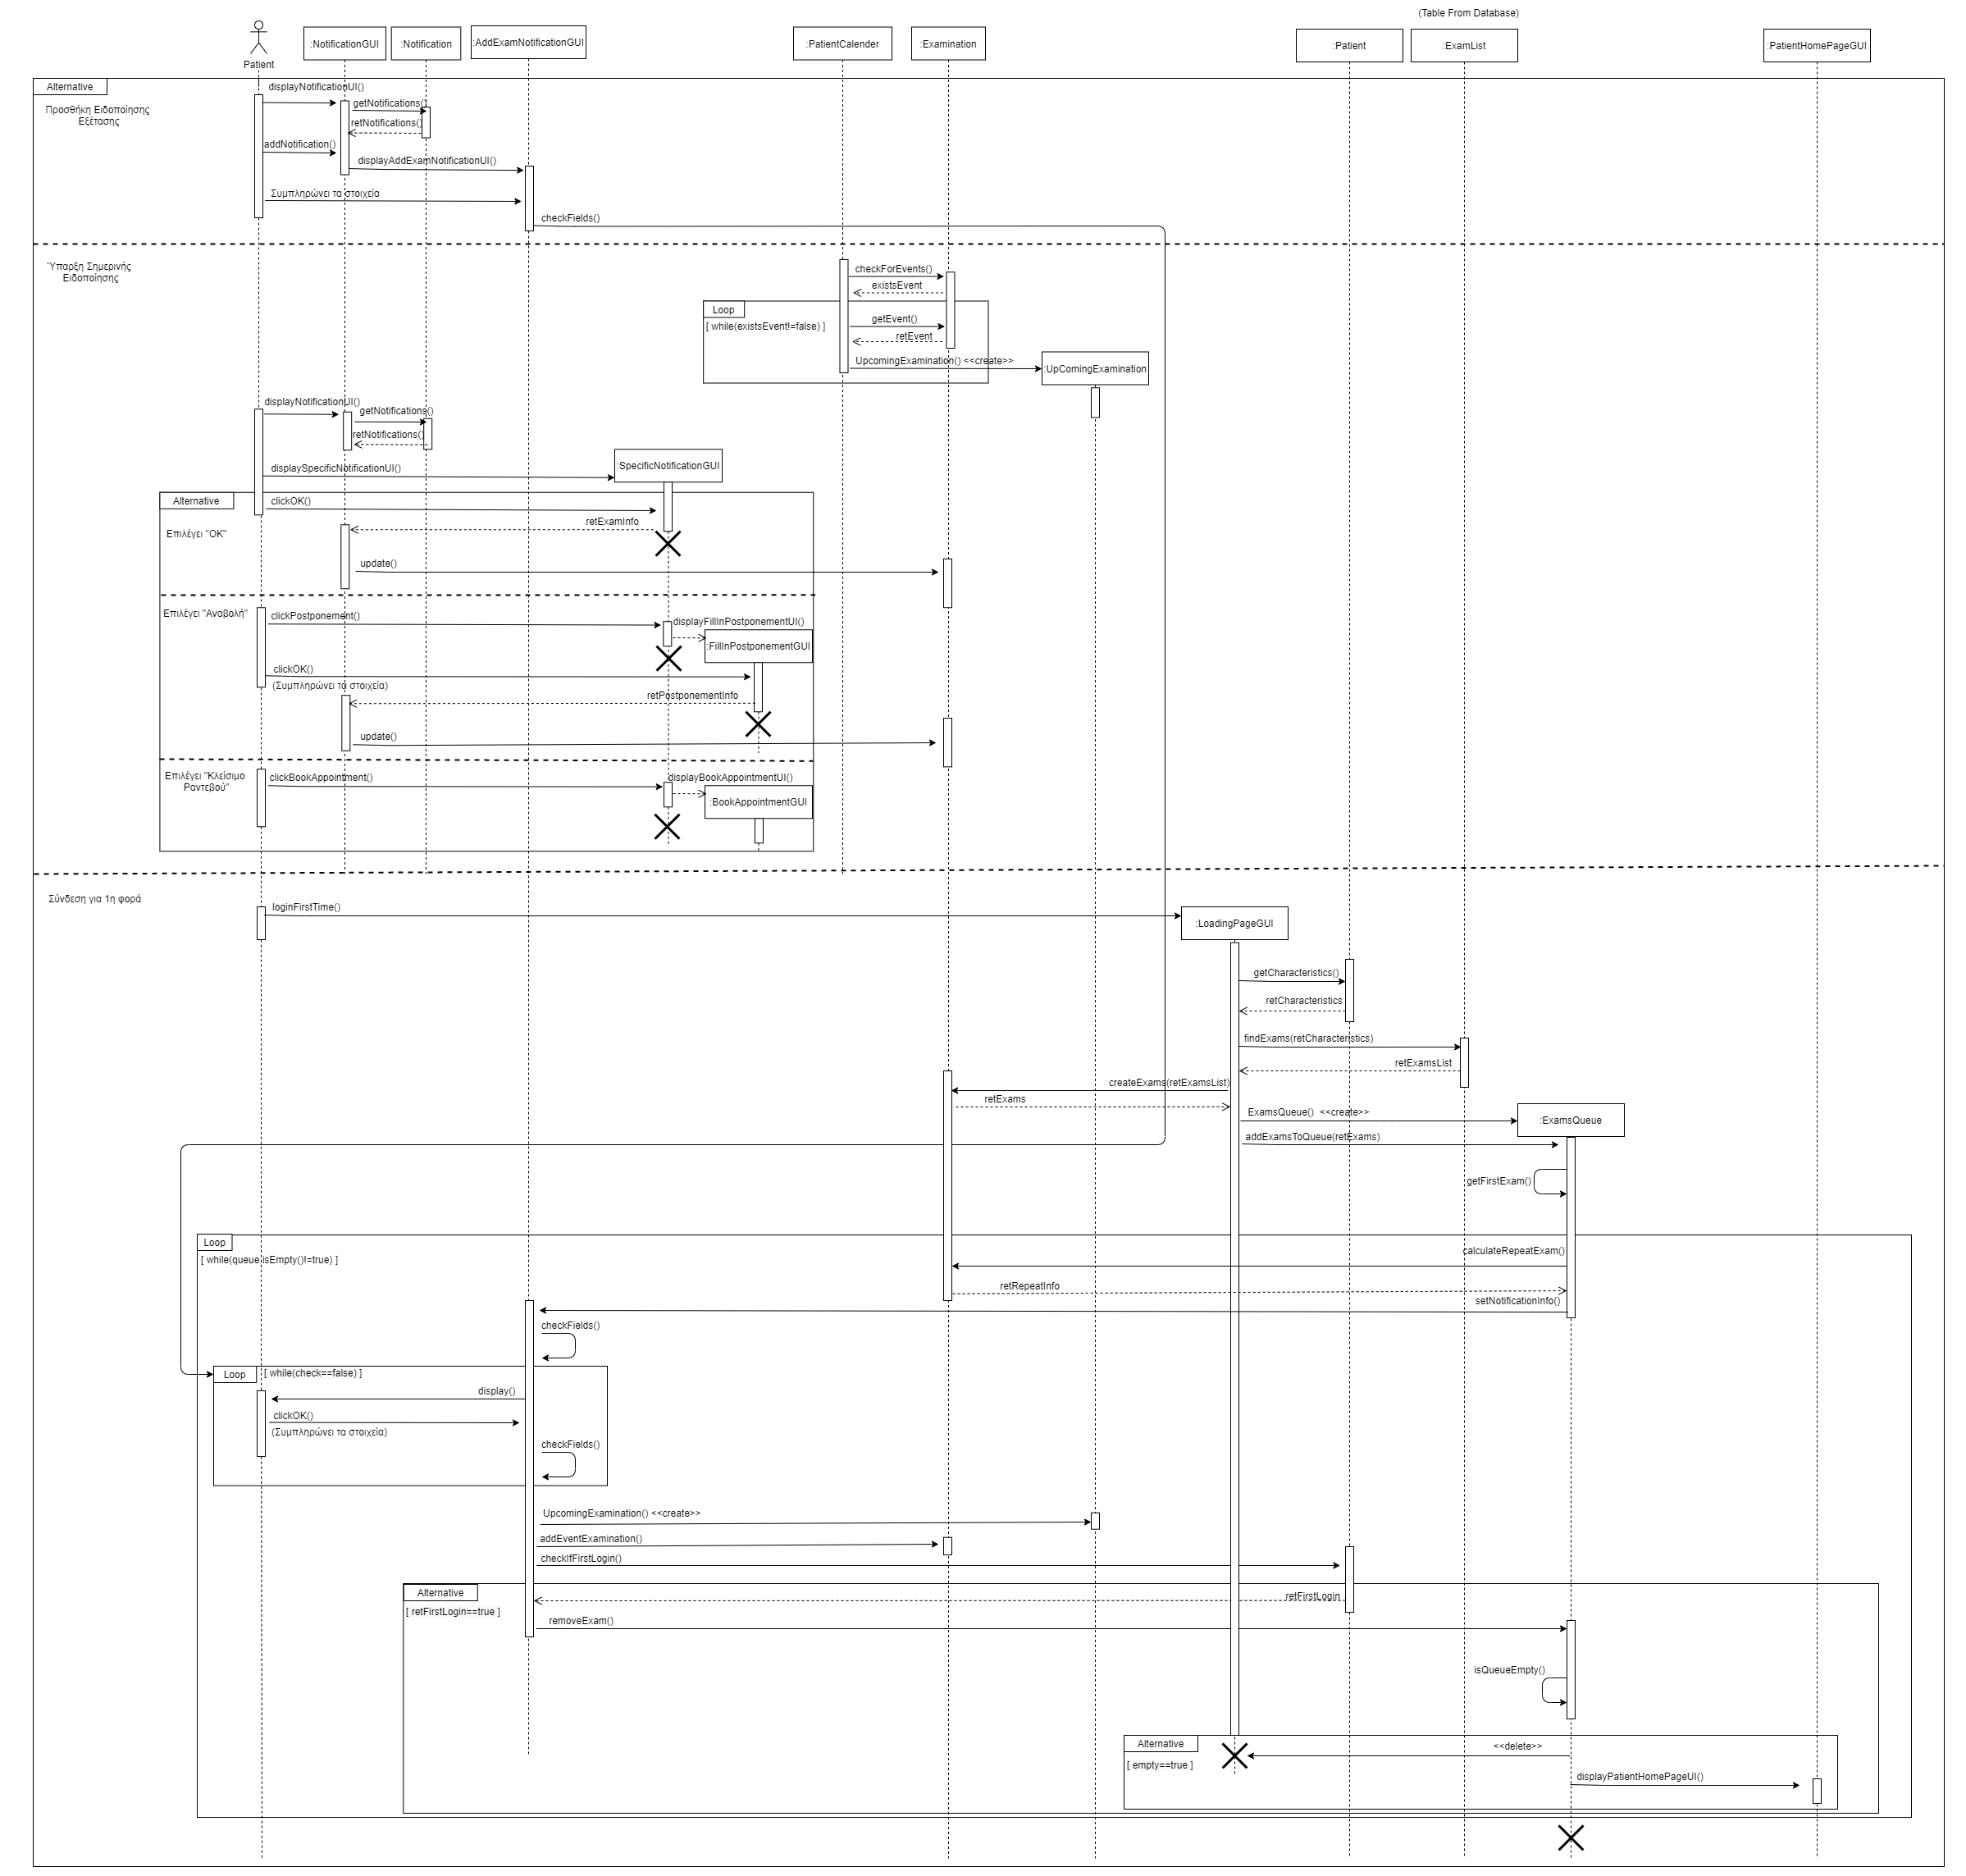 (Table From Database)
Patient
:NotificationGUI
:Notification
:AddExamNotificationGUI
:PatientCalender
:Examination
:Patient
:ExamList
:PatientHomePageGUI
Alternative
Προσθήκη Ειδοποίησης
Εξέτασης
displayNotificationUI()
getNotifications()
retNotifications()
addNotification()
displayAddExamNotificationUI()
Συμπληρώνει τα στοιχεία
checkFields()
Ύπαρξη Σημερινής
Ειδοποίησης
checkForEvents()
existsEvent
Loop
[ while(existsEvent!=false) ]
getEvent()
retEvent
UpcomingExamination() <<create>>
:UpComingExamination
displayNotificationUI()
getNotifications()
retNotifications()
:SpecificNotificationGUI
displaySpecificNotificationUI()
Alternative
clickOK()
retExamInfo
Επιλέγει "ΟΚ"
update()
Επιλέγει "Αναβολή"
clickPostponement()
displayFillInPostponementUI()
:FillInPostponementGUI
clickOK()
(Συμπληρώνει τα στοιχεία)
retPostponementInfo
update()
Επιλέγει "Κλείσιμο
Ραντεβού"
clickBookAppointment()
displayBookAppointmentUI()
:BookAppointmentGUI
Σύνδεση για 1η φορά
loginFirstTime()
:LoadingPageGUI
getCharacteristics()
retCharacteristics
findExams(retCharacteristics)
retExamsList
createExams(retExamsList)
retExams
ExamsQueue()  <<create>>
:ExamsQueue
addExamsToQueue(retExams)
getFirstExam()
Loop
[ while(queue.isEmpty()!=true) ]
calculateRepeatExam()
retRepeatInfo
setNotificationInfo()
checkFields()
Loop
[ while(check==false) ]
display()
clickOK()
(Συμπληρώνει τα στοιχεία)
checkFields()
UpcomingExamination() <<create>>
addEventExamination()
checkIfFirstLogin()
Alternative
[ retFirstLogin==true ]
retFirstLogin
removeExam()
isQueueEmpty()
Alternative
[ empty==true ]
<<delete>>
displayPatientHomePageUI()